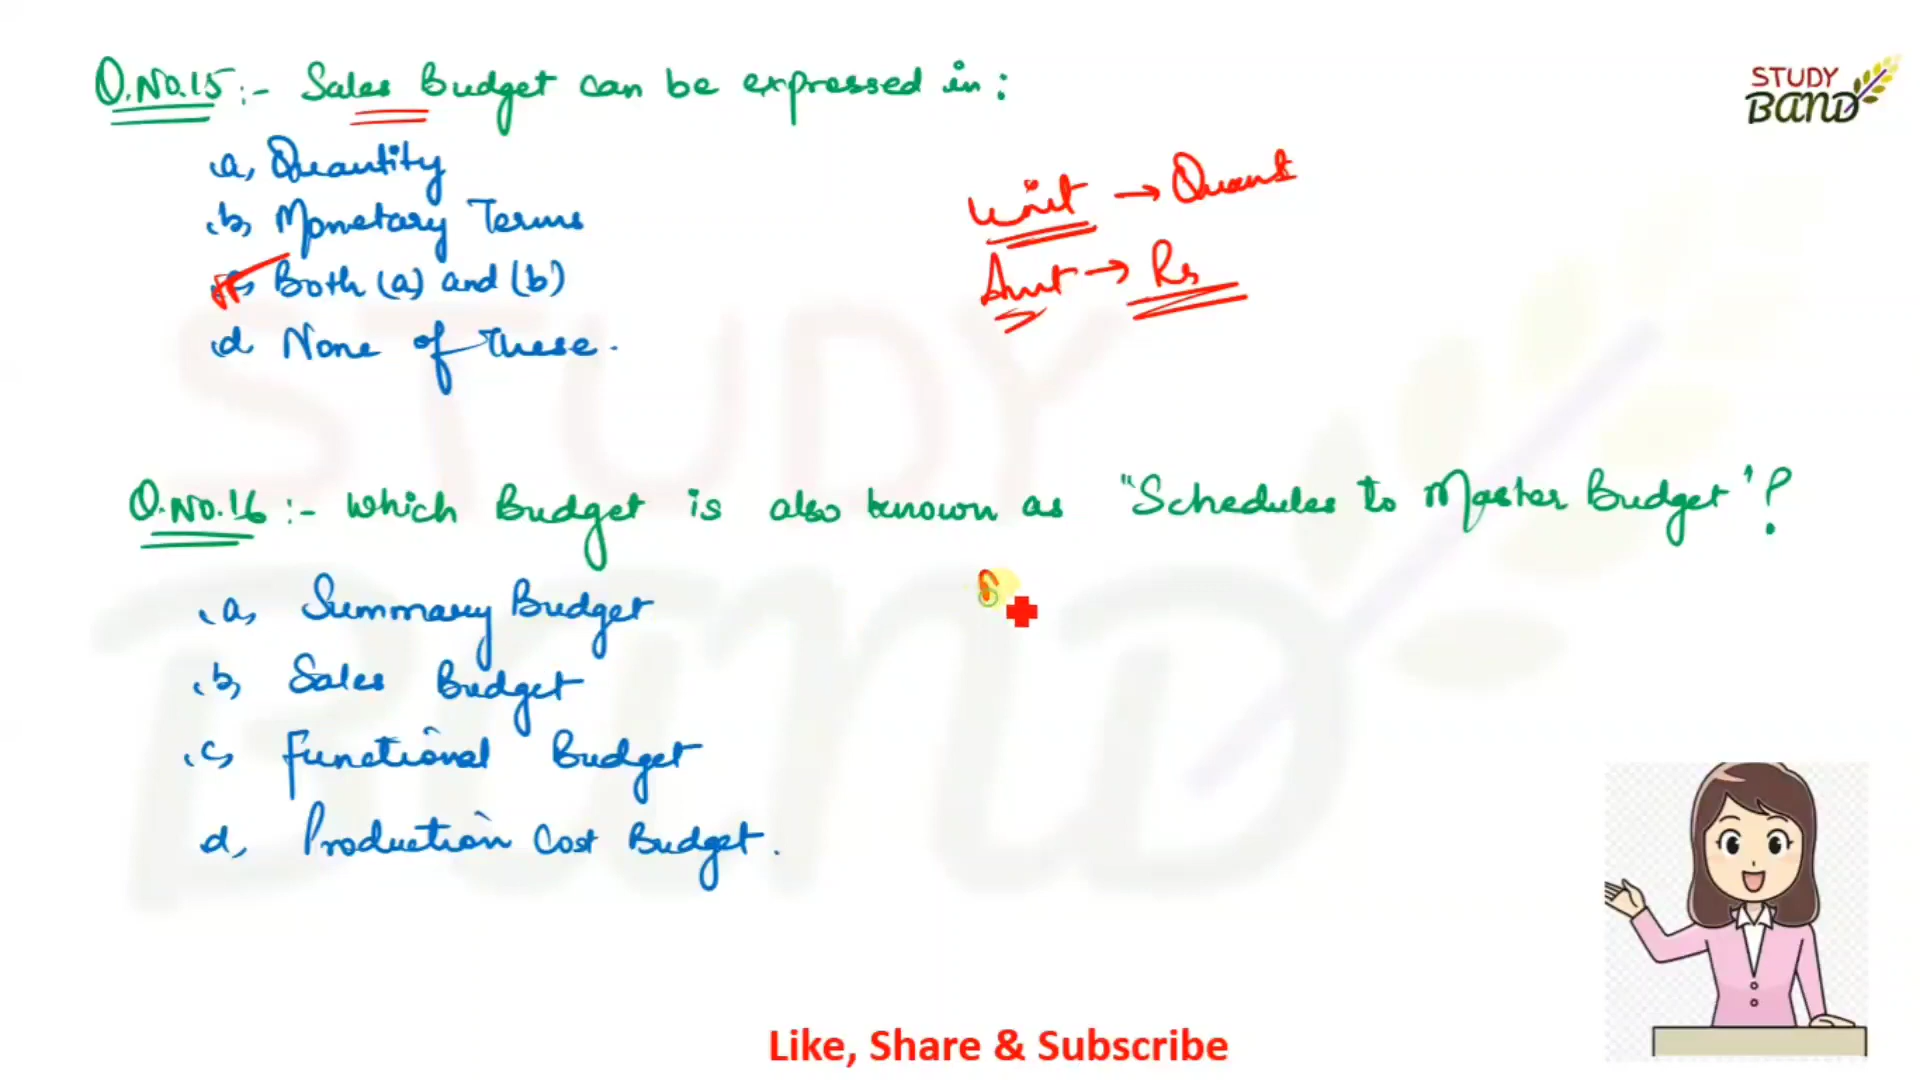 Q.No.15:- Sales Budget can be expressed in:
STUDY
BAND
a, Quantity
b, Monetary Terms
c, Both (a) and (b)
d, None of these.
Unit → Quant
Amt → Rs
Q.No.16:- Which Budget is also known as "Schedules to Master Budget"?
a, Summary Budget
b, Sales Budget
c, Functional Budget
d, Production Cost Budget.
STUDY
BAND
Like, Share & Subscribe